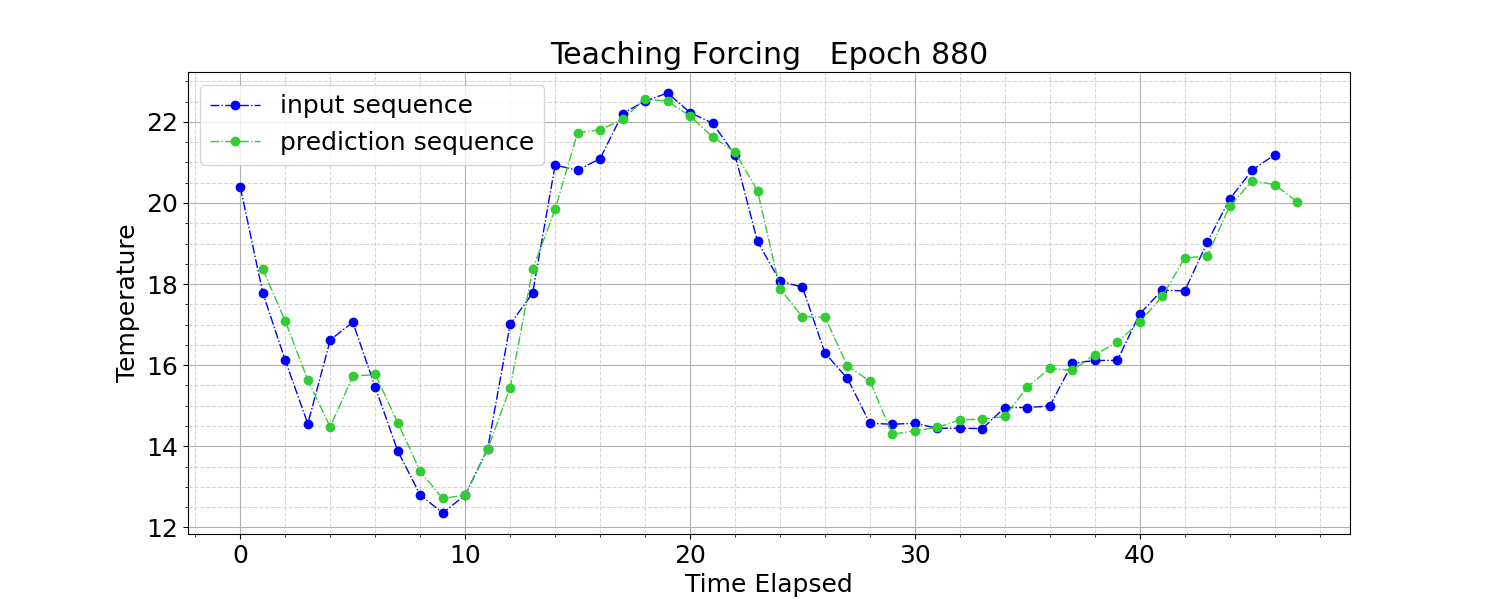 Teaching Forcing   Epoch 880
input sequence
prediction sequence
Temperature
22
20
18
16
14
12
0 10 20 30 40
Time Elapsed